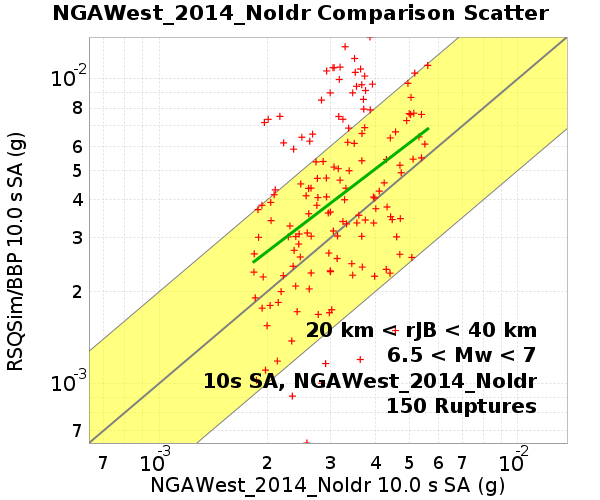 NGAWest_2014_NoIdr Comparison Scatter
RSQSim/BBP 10.0 s SA (g)
10-2
8
6
5
4
3
2
10-3
7
20 km < rJB < 40 km
6.5 < Mw < 7
10s SA, NGAWest_2014_NoIdr
150 Ruptures
7 10-3 2 3 4 5 6 7 10-2
NGAWest_2014_NoIdr 10.0 s SA (g)